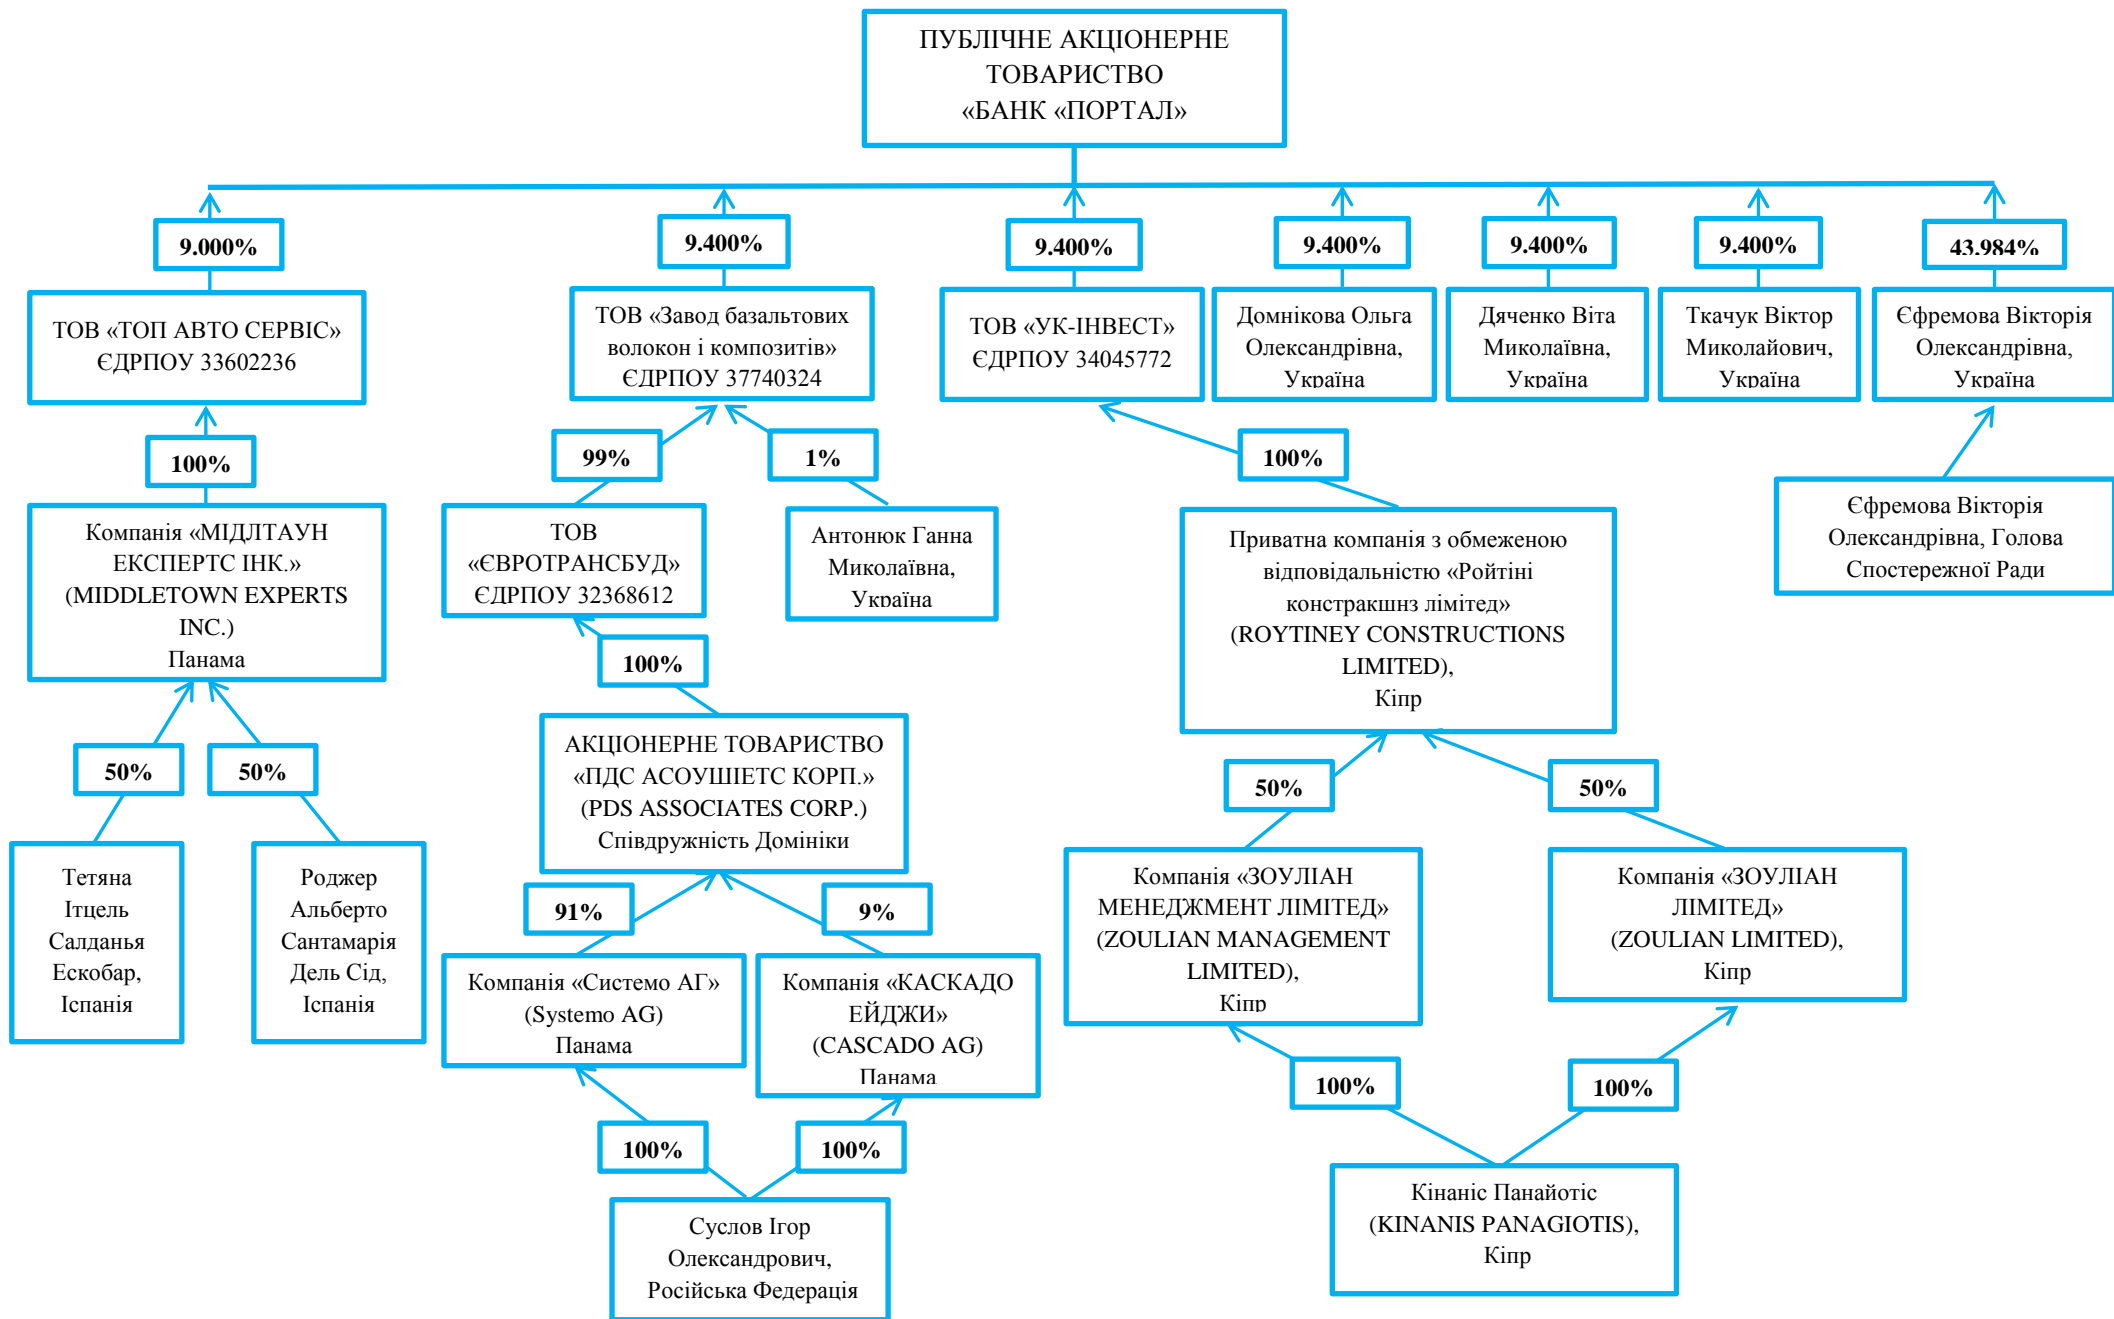 ПУБЛІЧНЕ АКЦІОНЕРНЕ
ТОВАРИСТВО
«БАНК «ПОРТАЛ»
9.000%
9.400%
9.400%
9.400%
9.400%
9.400%
43.984%
ТОВ «ТОП АВТО СЕРВІС»
ЄДРПОУ 33602236
ТОВ «Завод базальтових
волокон і композитів»
ЄДРПОУ 37740324
ТОВ «УК-ІНВЕСТ»
ЄДРПОУ 34045772
Домнікова Ольга
Олександрівна,
Україна
Дяченко Віта
Миколаївна,
Україна
Ткачук Віктор
Миколайович,
Україна
Єфремова Вікторія
Олександрівна,
Україна
100%
99%
1%
100%
Компанія «МІДЛТАУН
ЕКСПЕРТС ІНК.»
(MIDDLETOWN EXPERTS
INC.)
Панама
ТОВ
«ЄВРОТРАНСБУД»
ЄДРПОУ 32368612
Антонюк Ганна
Миколаївна,
Україна
Приватна компанія з обмеженою
відповідальністю «Ройтіні
констракшнз лімітед»
(ROYTINEY CONSTRUCTIONS
LIMITED),
Кіпр
Єфремова Вікторія
Олександрівна, Голова
Спостережної Ради
100%
50%
50%
АКЦІОНЕРНЕ ТОВАРИСТВО
«ПДС АСОУШІЕТС КОРП.»
(PDS ASSOCIATES CORP.)
Співдружність Домініки
50%
50%
Тетяна
Ітцель
Салданья
Ескобар,
Іспанія
Роджер
Альберто
Сантамарія
Дель Сід,
Іспанія
91%
9%
Компанія «ЗОУЛІАН
МЕНЕДЖМЕНТ ЛІМІТЕД»
(ZOULIAN MANAGEMENT
LIMITED),
Кіпр
Компанія «ЗОУЛІАН
ЛІМІТЕД»
(ZOULIAN LIMITED),
Кіпр
Компанія «Системо АГ»
(Systemo AG)
Панама
Компанія «КАСКАДО
ЕЙДЖИ»
(CASCADO AG)
Панама
100%
100%
100%
100%
Суслов Ігор
Олександрович,
Російська Федерація
Кінаніс Панайотіс
(KINANIS PANAGIOTIS),
Кіпр